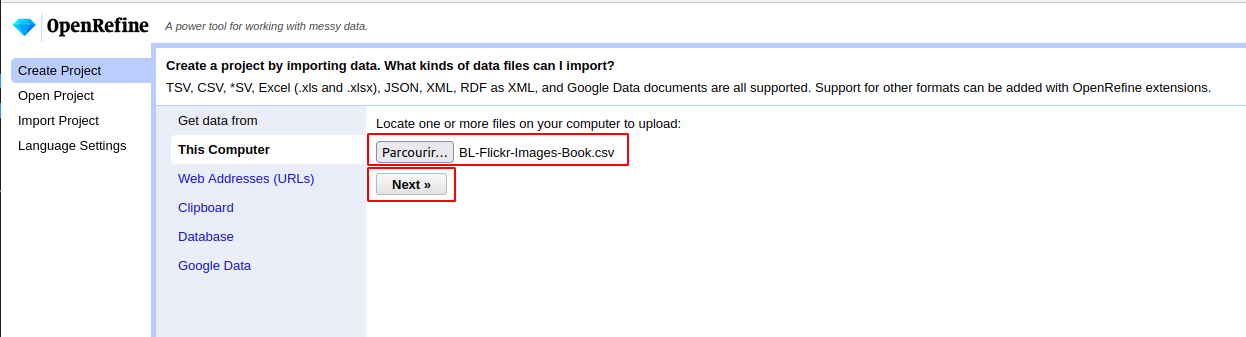 OpenRefine A power tool for working with messy data.
Create Project
Open Project
Import Project
Language Settings
Create a project by importing data. What kinds of data files can I import?
TSV, CSV, *SV, Excel (.xls and .xlsx), JSON, XML, RDF as XML, and Google Data documents are all supported. Support for other formats can be added with OpenRefine extensions.
Get data from
This Computer
Web Addresses (URLs)
Clipboard
Database
Google Data
Locate one or more files on your computer to upload:
Parcourir... BL-Flickr-Images-Book.csv
Next »